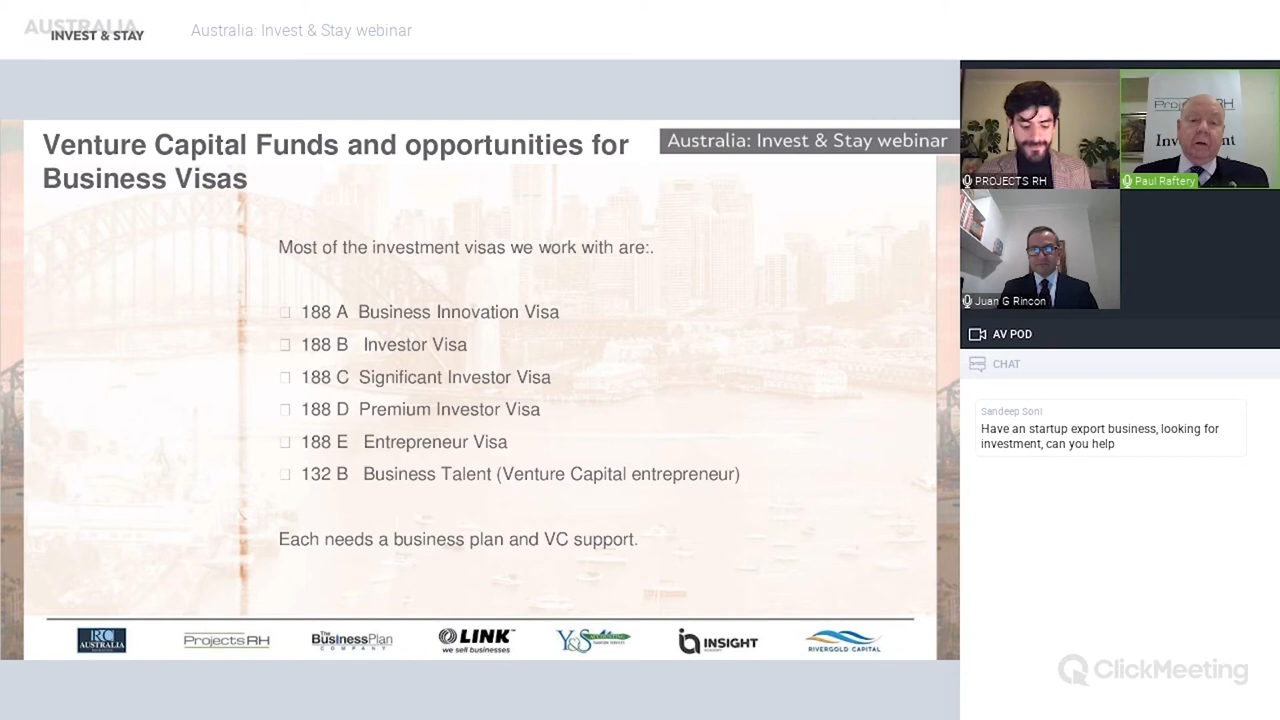 AUSTRALIA
INVEST & STAY
Australia: Invest & Stay webinar
Venture Capital Funds and opportunities for
Business Visas
Australia: Invest & Stay webinar
Most of the investment visas we work with are:.
188 A Business Innovation Visa
188 B Investor Visa
188 C Significant Investor Visa
188 D Premium Investor Visa
188 E Entrepreneur Visa
132 B Business Talent (Venture Capital entrepreneur)
Each needs a business plan and VC support.
RC
AUSTRALIA
ProjectsRH
The
BusinessPlan
COMPANY
LINK
we sell businesses
Y&S
INSIGHT
RIVERGOLD CAPITAL
PROJECTS RH
Paul Raftery
Juan G Rincon
AV POD
CHAT
Sandeep Soni
Have an startup export business, looking for
investment, can you help
ClickMeeting